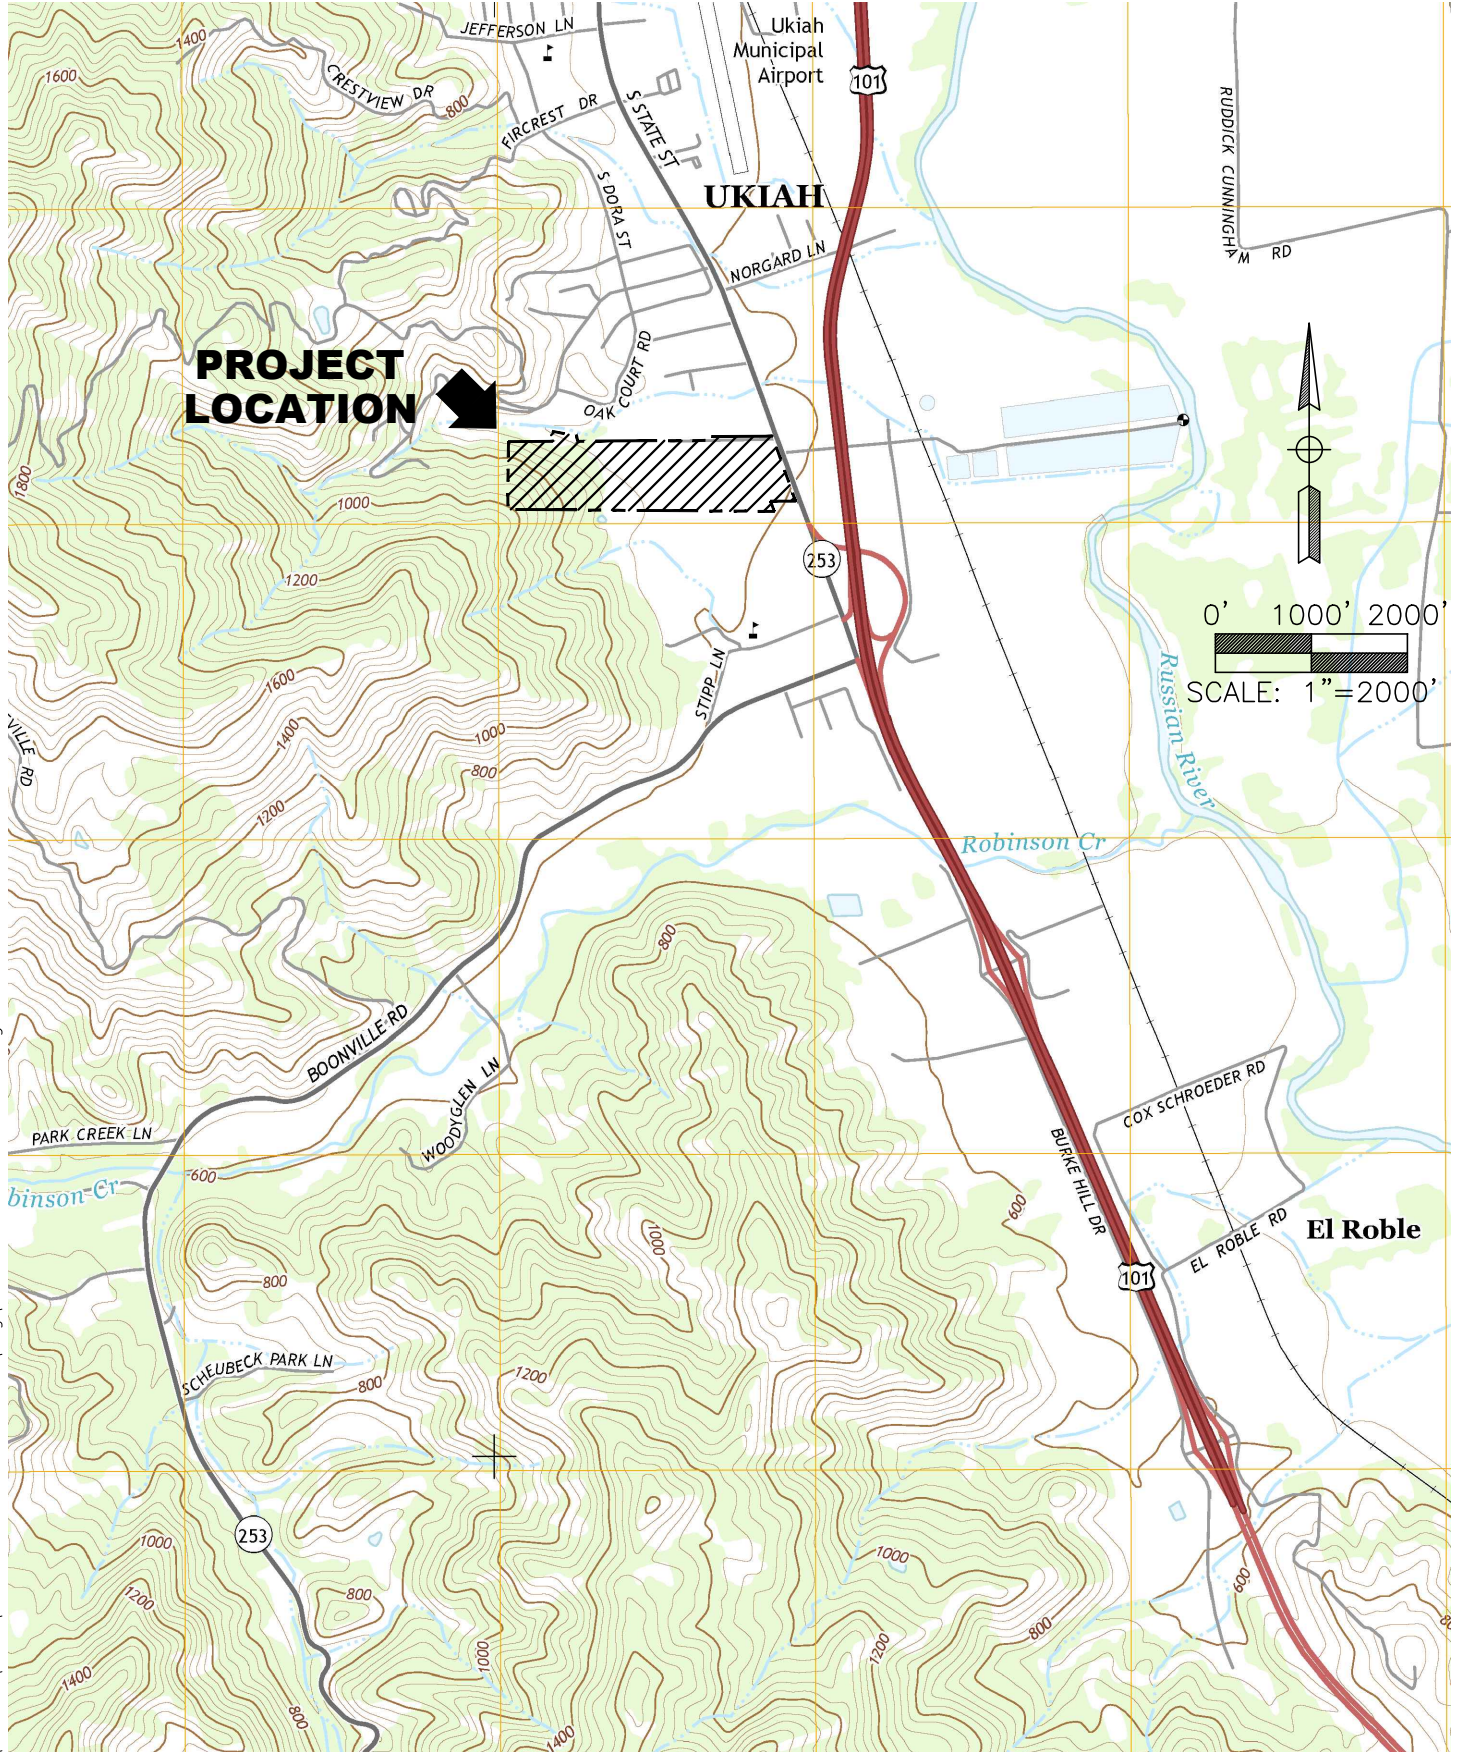 JEFFERSON LN
Ukiah
Municipal
Airport
1400
1600
CRESTVIEW DR
800
FIRCREST DR
S STATE ST
101
RUDDICK CUNNINGHAM RD
UKIAH
S DORA ST
NORGARD LN
PROJECT
LOCATION
OAK COURT RD
1800
1000
253
1200
0' 1000' 2000'
SCALE: 1"=2000'
STIPP LN
Russian River
1600
1400
1000
800
VILLE RD
1200
Robinson Cr
800
BOONVILLE RD
WOODYGLEN LN
COX SCHROEDER RD
PARK CREEK LN
BURKE HILL DR
600
binson Cr
600
1000
EL ROBLE RD
El Roble
800
101
SCHEUBECK PARK LN
800
1200
253
1000
1000
1200
800
600
800
1000
1200
1400
800
1400